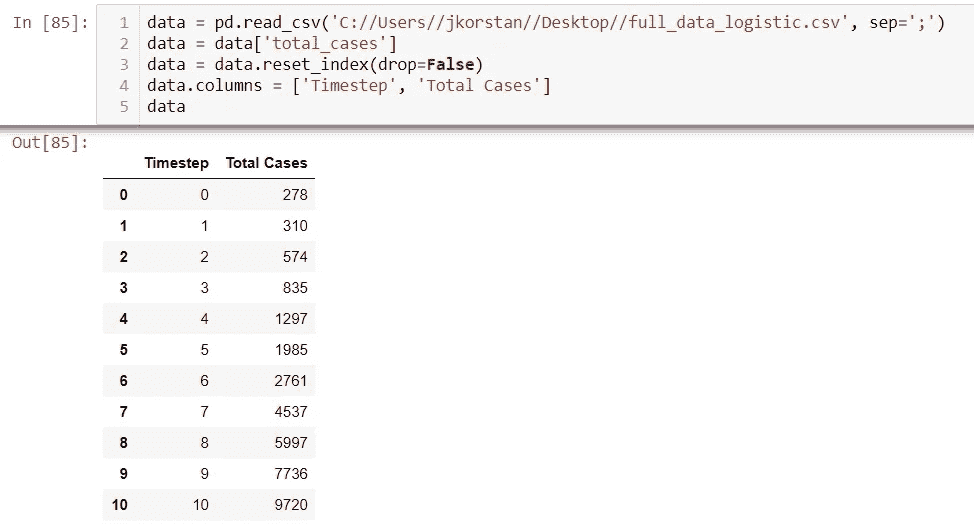 In [85]: 1 data = pd.read_csv('C://Users//jkorstan//Desktop//full_data_logistic.csv', sep=';')
2 data = data['total_cases']
3 data = data.reset_index(drop=False)
4 data.columns = ['Timestep', 'Total Cases']
5 data
Out[85]:
Timestep Total Cases
0 0 278
1 1 310
2 2 574
3 3 835
4 4 1297
5 5 1985
6 6 2761
7 7 4537
8 8 5997
9 9 7736
10 10 9720